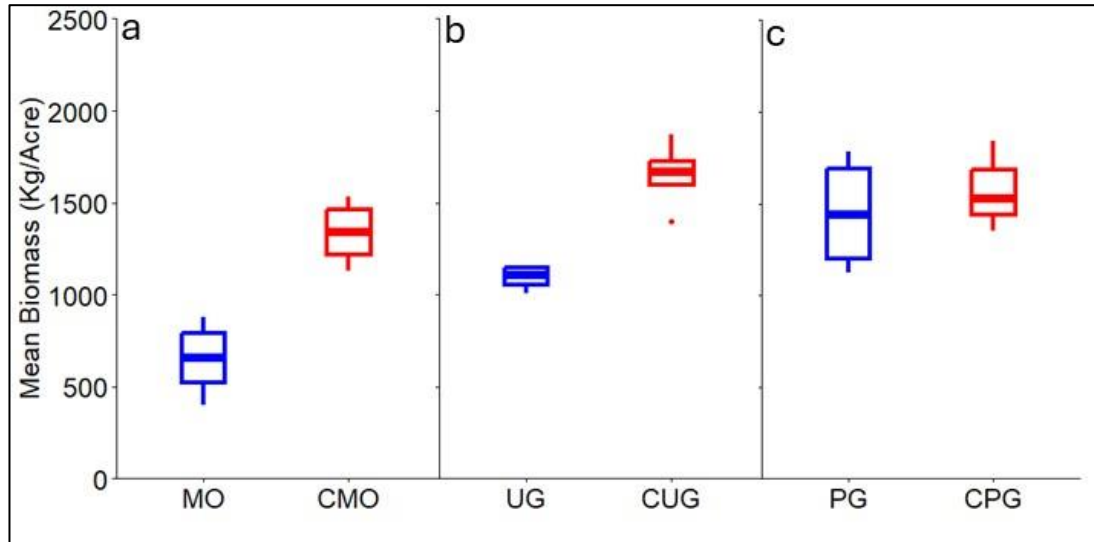 a
b
c
Mean Biomass (Kg/Acre)
2500
2000
1500
1000
500
0
MO
CMO
UG
CUG
PG
CPG